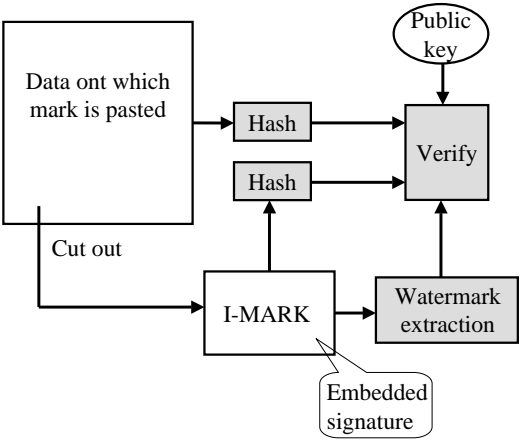 Public
key
Data ont which
mark is pasted
Hash
Verify
Hash
Cut out
I-MARK
Watermark
extraction
Embedded
signature